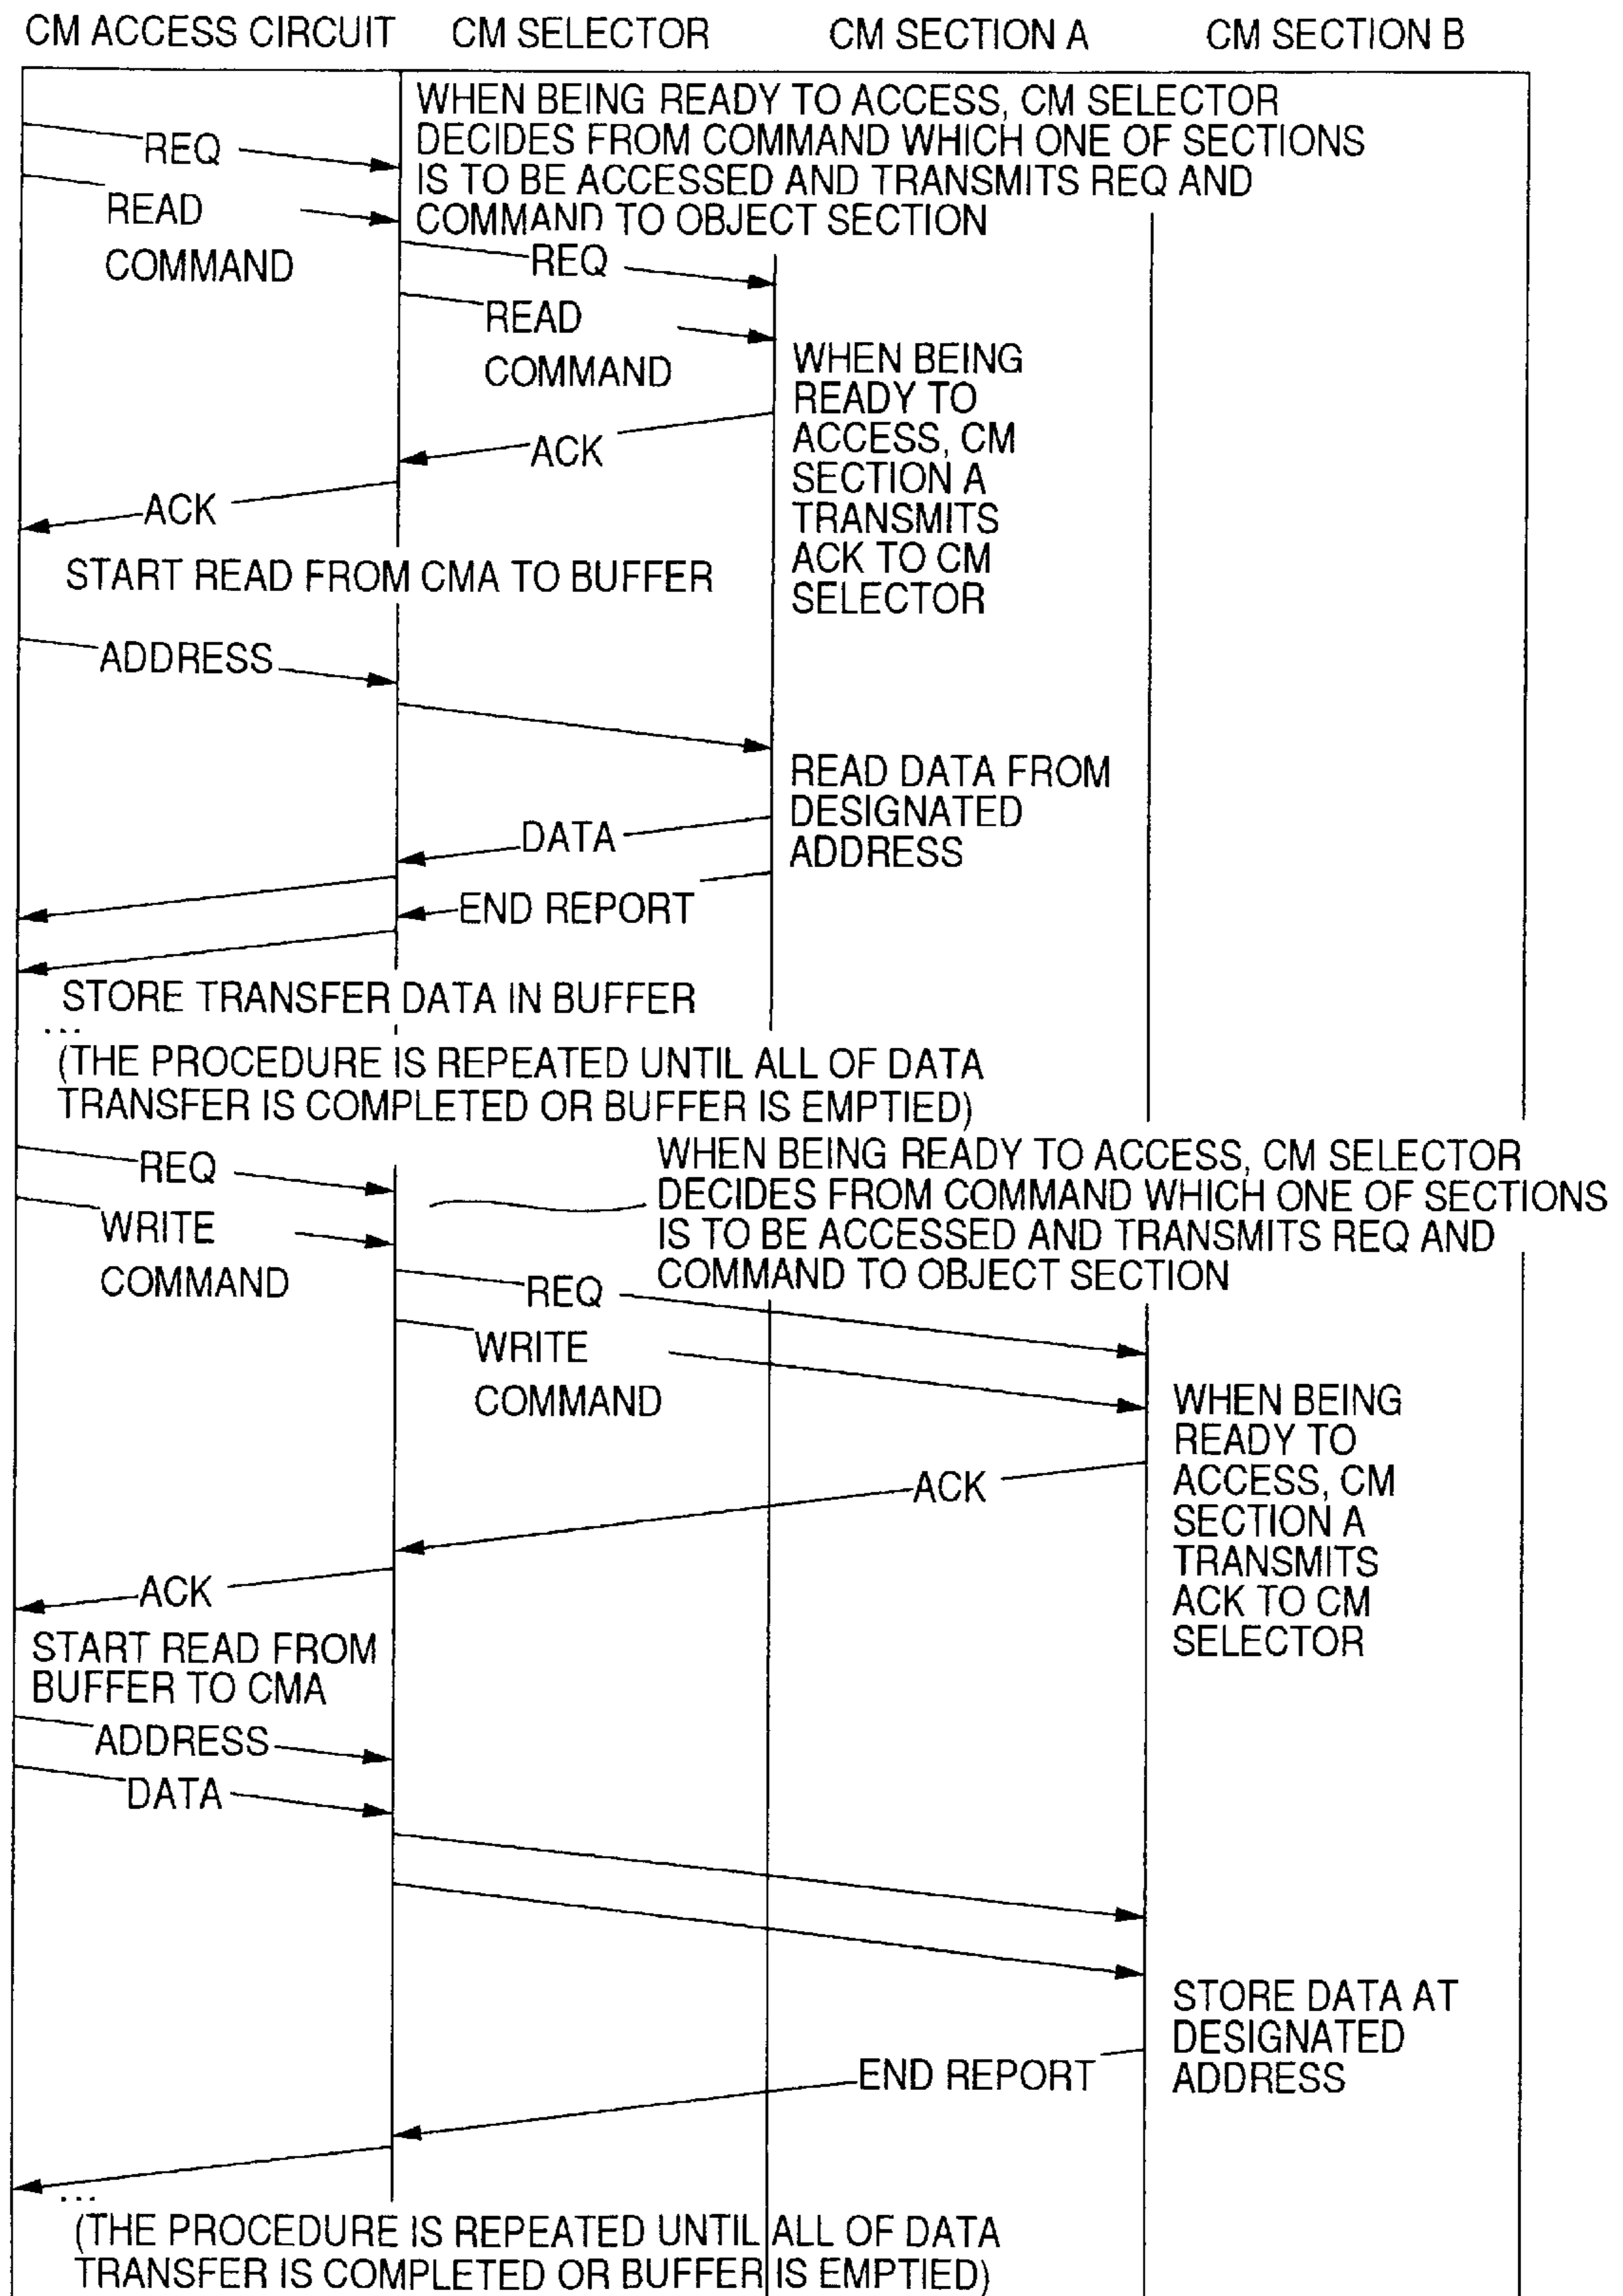 CM ACCESS CIRCUIT CM SELECTOR CM SECTION A CM SECTION B
WHEN BEING READY TO ACCESS, CM SELECTOR
DECIDES FROM COMMAND WHICH ONE OF SECTIONS
IS TO BE ACCESSED AND TRANSMITS REQ AND
COMMAND TO OBJECT SECTION
REQ
READ
COMMAND
REQ
READ
COMMAND
WHEN BEING
READY TO
ACCESS, CM
SECTION A
TRANSMITS
ACK TO CM
SELECTOR
ACK
ACK
START READ FROM CMA TO BUFFER
ADDRESS
READ DATA FROM
DESIGNATED
ADDRESS
DATA
END REPORT
STORE TRANSFER DATA IN BUFFER
...
(THE PROCEDURE IS REPEATED UNTIL ALL OF DATA
TRANSFER IS COMPLETED OR BUFFER IS EMPTIED)
REQ
WRITE
COMMAND
WHEN BEING READY TO ACCESS, CM SELECTOR
DECIDES FROM COMMAND WHICH ONE OF SECTIONS
IS TO BE ACCESSED AND TRANSMITS REQ AND
COMMAND TO OBJECT SECTION
REQ
WRITE
COMMAND
WHEN BEING
READY TO
ACCESS, CM
SECTION A
TRANSMITS
ACK TO CM
SELECTOR
ACK
ACK
START READ FROM
BUFFER TO CMA
ADDRESS
DATA
STORE DATA AT
DESIGNATED
ADDRESS
END REPORT
...
(THE PROCEDURE IS REPEATED UNTIL ALL OF DATA
TRANSFER IS COMPLETED OR BUFFER IS EMPTIED)